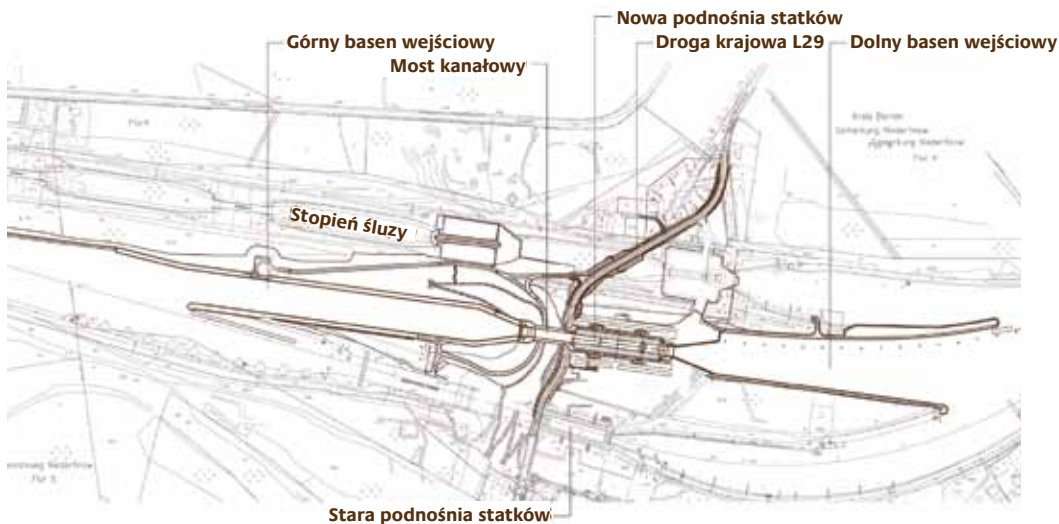 Nowa podnośnia statków
Górny basen wejściowy
Droga krajowa L29
Dolny basen wejściowy
Most kanałowy
Stopień śluzy
Stara podnośnia statków